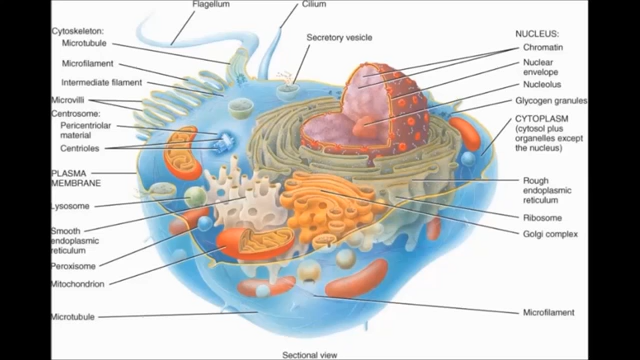 Flagellum
Cilium
Cytoskeleton:
Microtubule
Microfilament
Intermediate filament
Microvilli
Centrosome:
Pericentriolar
material
Centrioles
PLASMA
MEMBRANE
Lysosome
Smooth
endoplasmic
reticulum
Peroxisome
Mitochondrion
Microtubule
Secretory vesicle
NUCLEUS:
Chromatin
Nuclear
envelope
Nucleolus
Glycogen granules
CYTOPLASM
(cytosol plus
organelles except
the nucleus)
Rough
endoplasmic
reticulum
Ribosome
Golgi complex
Microfilament
Sectional view